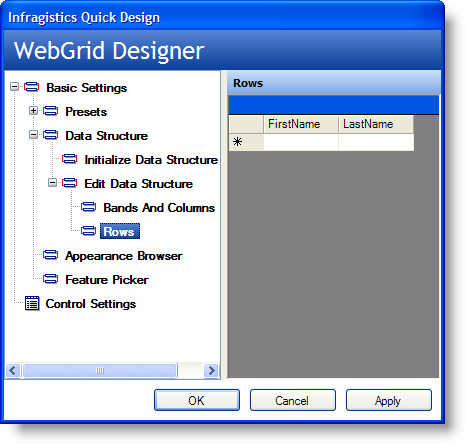 Infragistics Quick Design
WebGrid Designer
Basic Settings
Presets
Data Structure
Initialize Data Structure
Edit Data Structure
Bands And Columns
Rows
Appearance Browser
Feature Picker
Control Settings
Rows
FirstName LastName
OK Cancel Apply